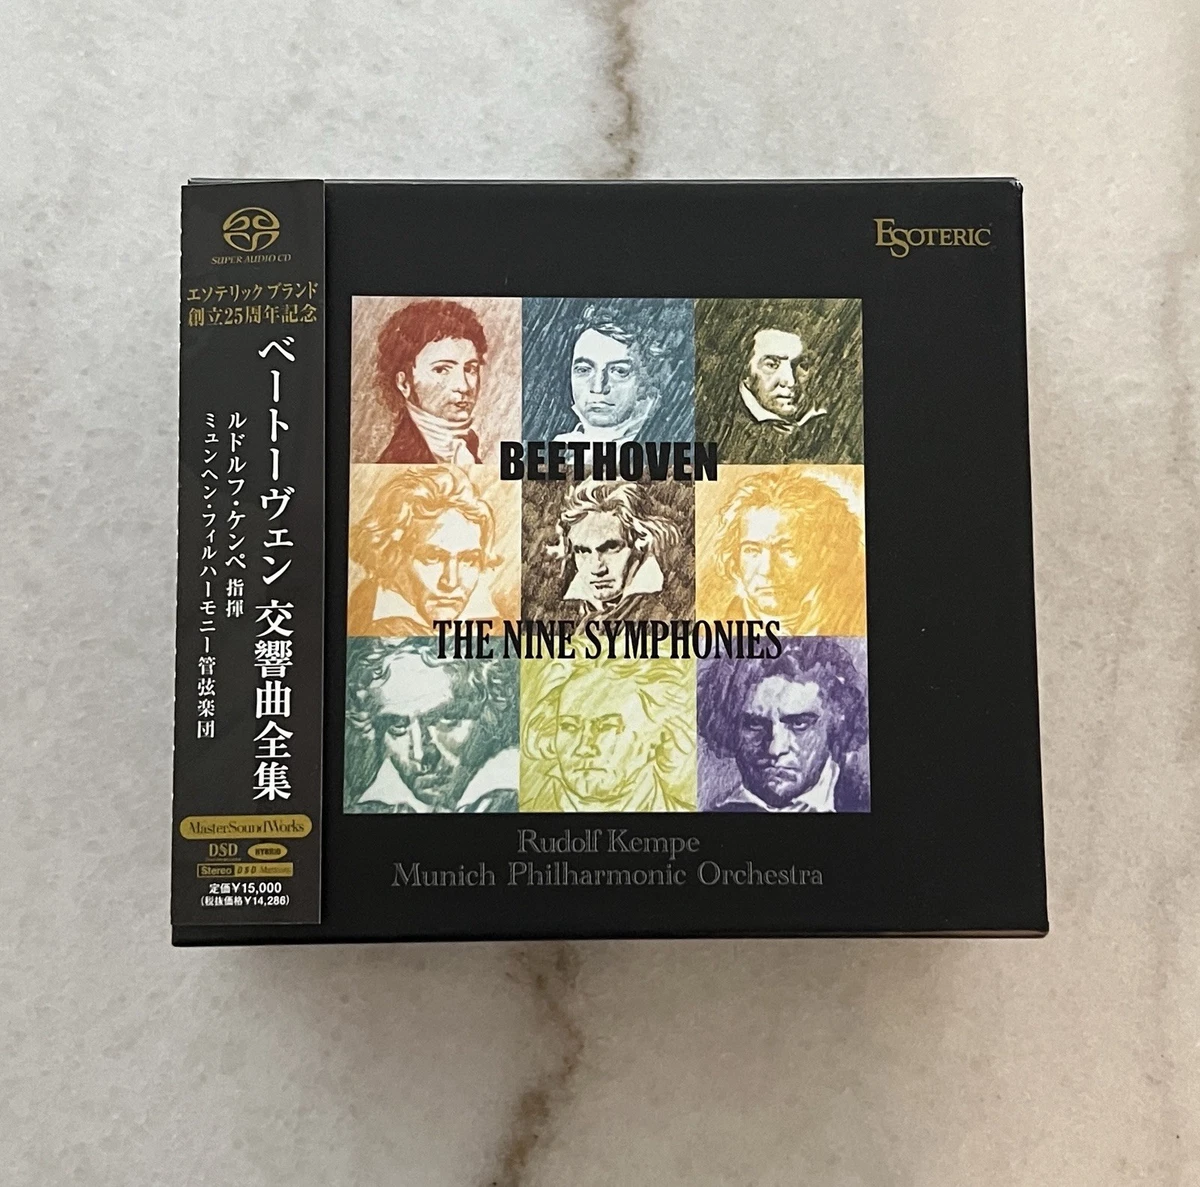 SUPER AUDIO CD
エソテリック ブランド
創立25周年記念
ベートーヴェン 交響曲全集
ルドルフ・ケンペ 指揮
ミュンヘン・フィルハーモニー管弦楽団
MasterSoundWorks
DSD
HYBRID
Stereo DSD Mastering
定価¥15,000
(税抜価格¥14,286)
ESOTERIC
BEETHOVEN
THE NINE SYMPHONIES
Rudolf Kempe
Munich Philharmonic Orchestra